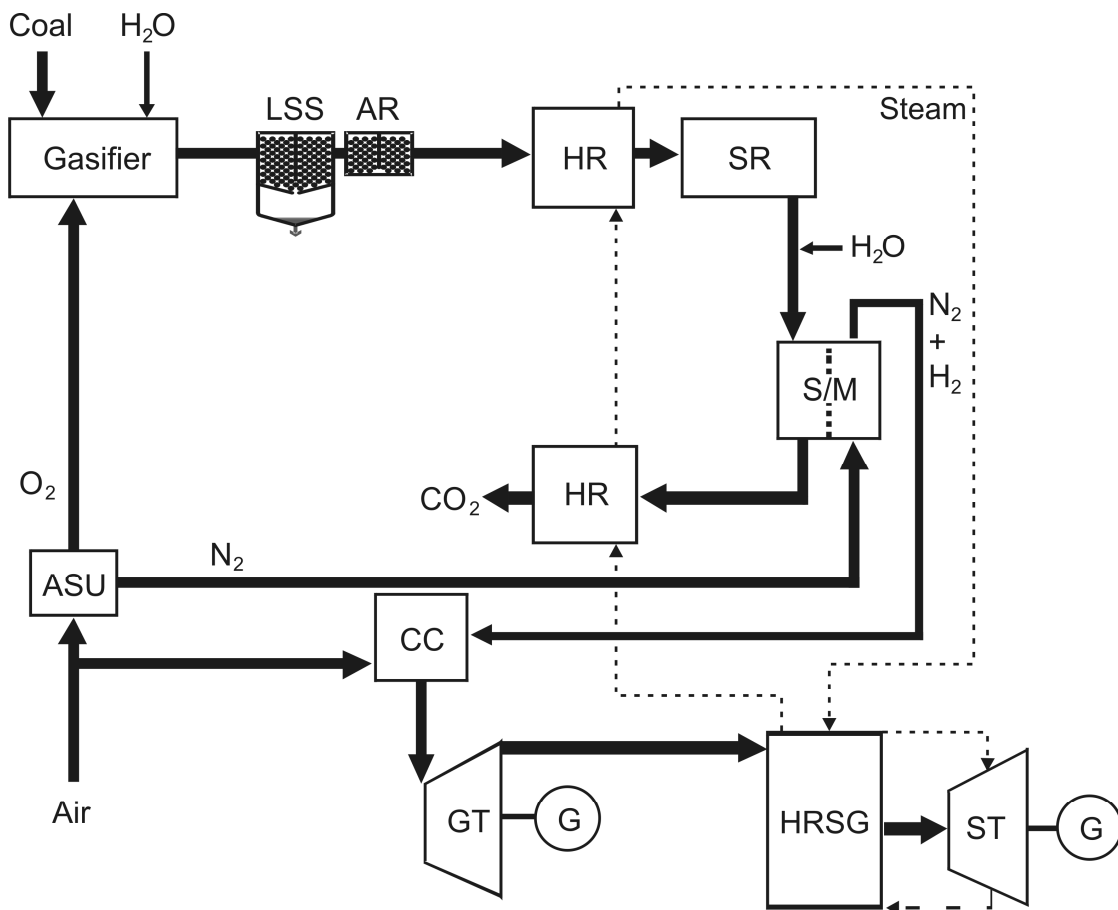 Coal
H₂O
LSS
AR
Steam
Gasifier
HR
SR
H₂O
N₂
+
H₂
S/M
O₂
CO₂
HR
N₂
ASU
CC
Air
GT
G
HRSG
ST
G